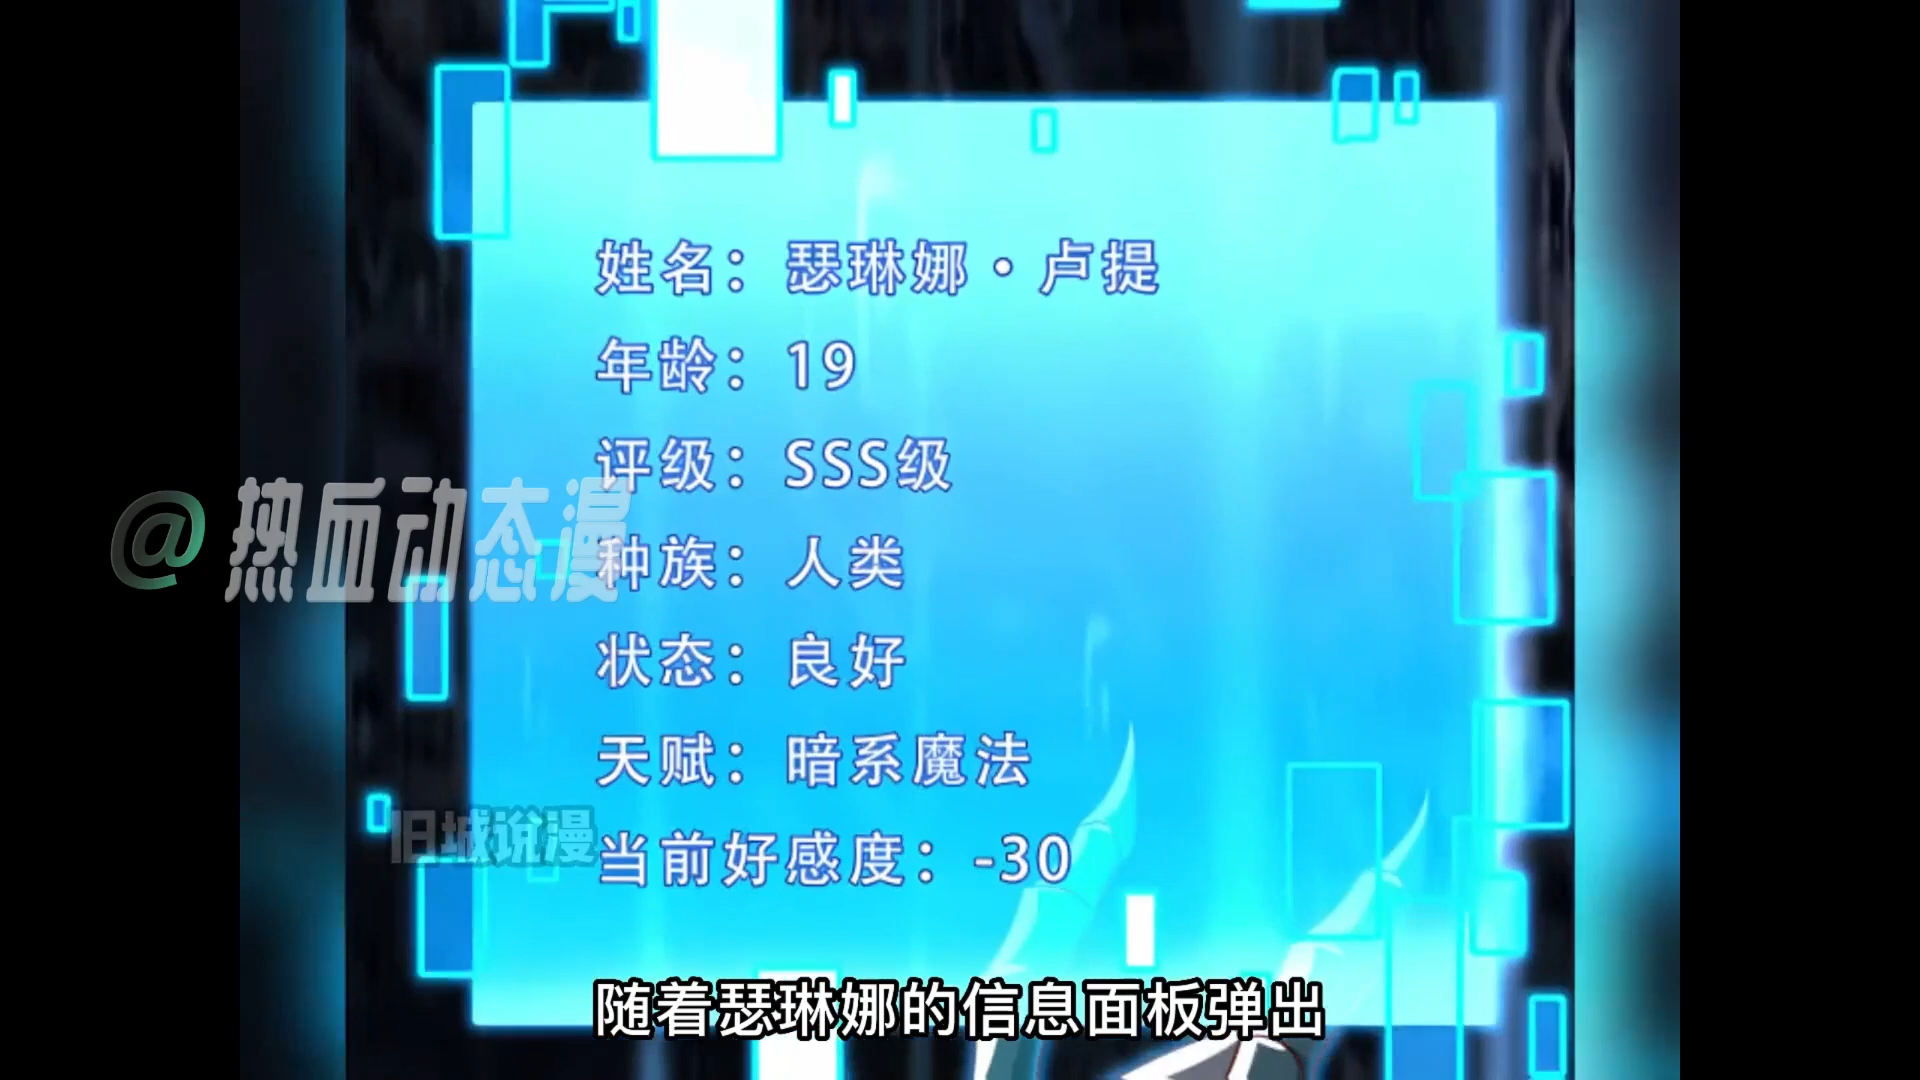 姓名：瑟琳娜·卢提
年龄：19
评级：SSS级
@热血动态漫
种族：人类
状态：良好
天赋：暗系魔法
旧城说漫
当前好感度：-30
随着瑟琳娜的信息面板弹出